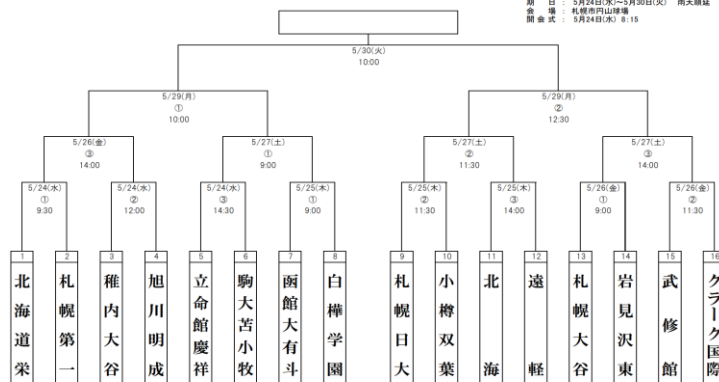 期 日 : 5月24日(水)~5月30日(火) 雨天順延
会 場 : 札幌市円山球場
開 会 式 : 5月24日(水) 8:15
5/30(火)
10:00
5/29(月)
①
10:00
5/29(月)
②
12:30
5/26(金)
③
14:00
5/27(土)
①
9:00
5/27(土)
②
11:30
5/27(土)
③
14:00
5/24(水)
①
9:30
5/24(水)
②
12:00
5/24(水)
③
14:30
5/25(木)
①
9:00
5/25(木)
②
11:30
5/25(木)
③
14:00
5/26(金)
①
9:00
5/26(金)
②
11:30
1
北海道栄
2
札幌第一
3
稚内大谷
4
旭川明成
5
立命館慶祥
6
駒大苫小牧
7
函館大有斗
8
白樺学園
9
札幌日大
10
小樽双葉
11
北海
12
遠軽
13
札幌大谷
14
岩見沢東
15
武修館
16
クラーク国際